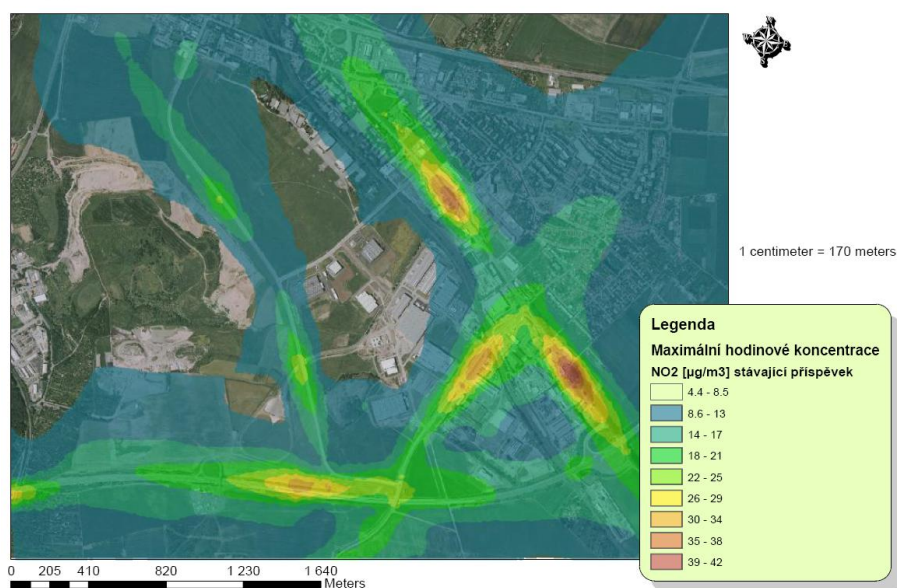 1 centimeter = 170 meters
Legenda
Maximální hodinové koncentrace
NO2 [µg/m3] stávající příspěvek
4.4 - 8.5
8.6 - 13
14 - 17
18 - 21
22 - 25
26 - 29
30 - 34
35 - 38
39 - 42
0 205 410 820 1 230 1 640
Meters